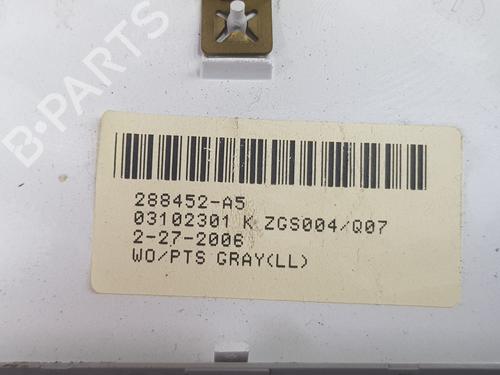 B-PARTS
288452-A5
03102301 K ZGS004/Q07
2-27-2006
WO/PTS GRAY(LL)